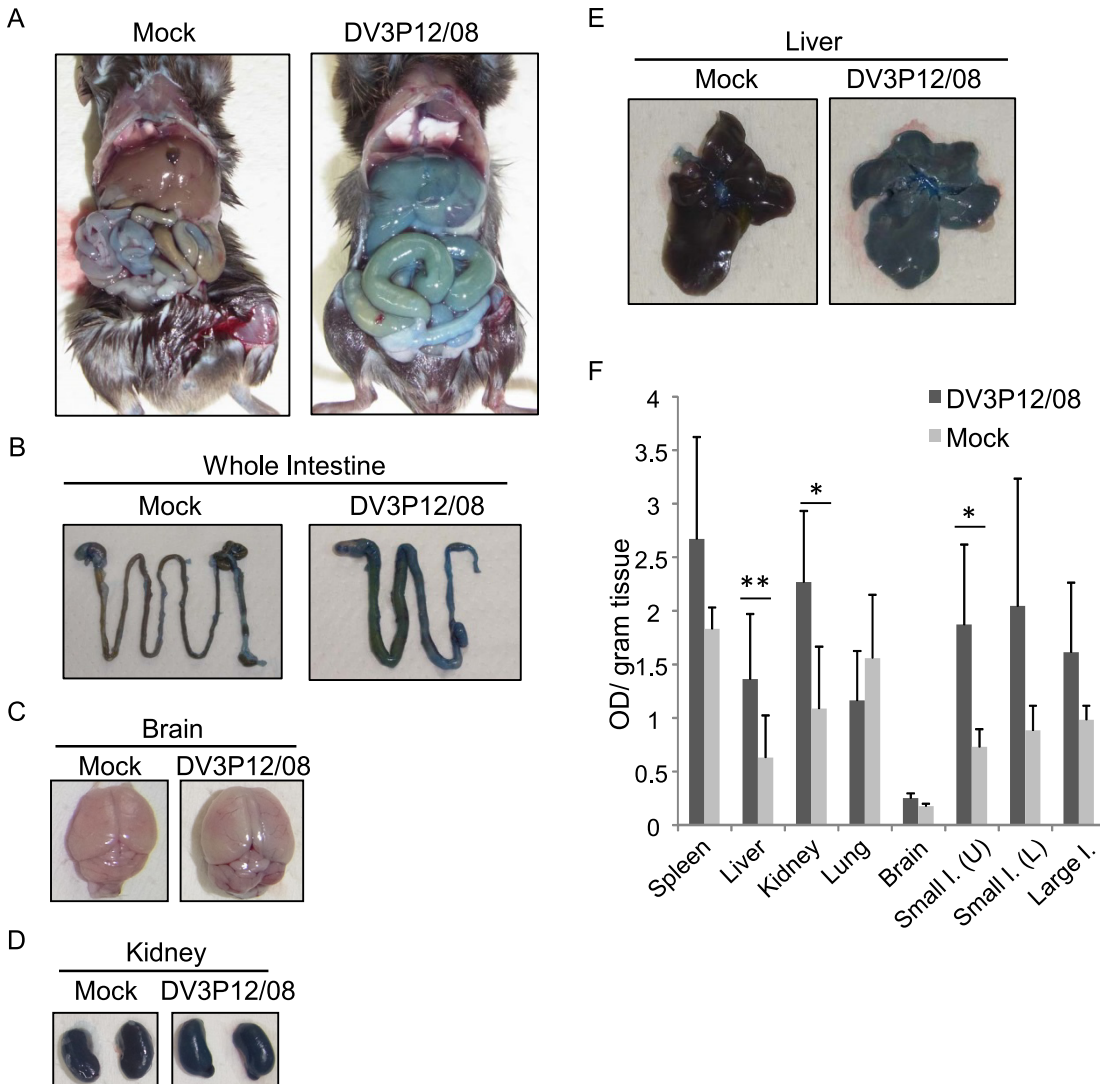 A
Mock DV3P12/08
B
Whole Intestine
Mock DV3P12/08
C
Brain
Mock DV3P12/08
D
Kidney
Mock DV3P12/08
E
Liver
Mock DV3P12/08
F
DV3P12/08
Mock
OD/ gram tissue
4
3.5
3
2.5
2
1.5
1
0.5
0
*
**
*
Spleen
Liver
Kidney
Lung
Brain
Small I. (U)
Small I. (L)
Large I.